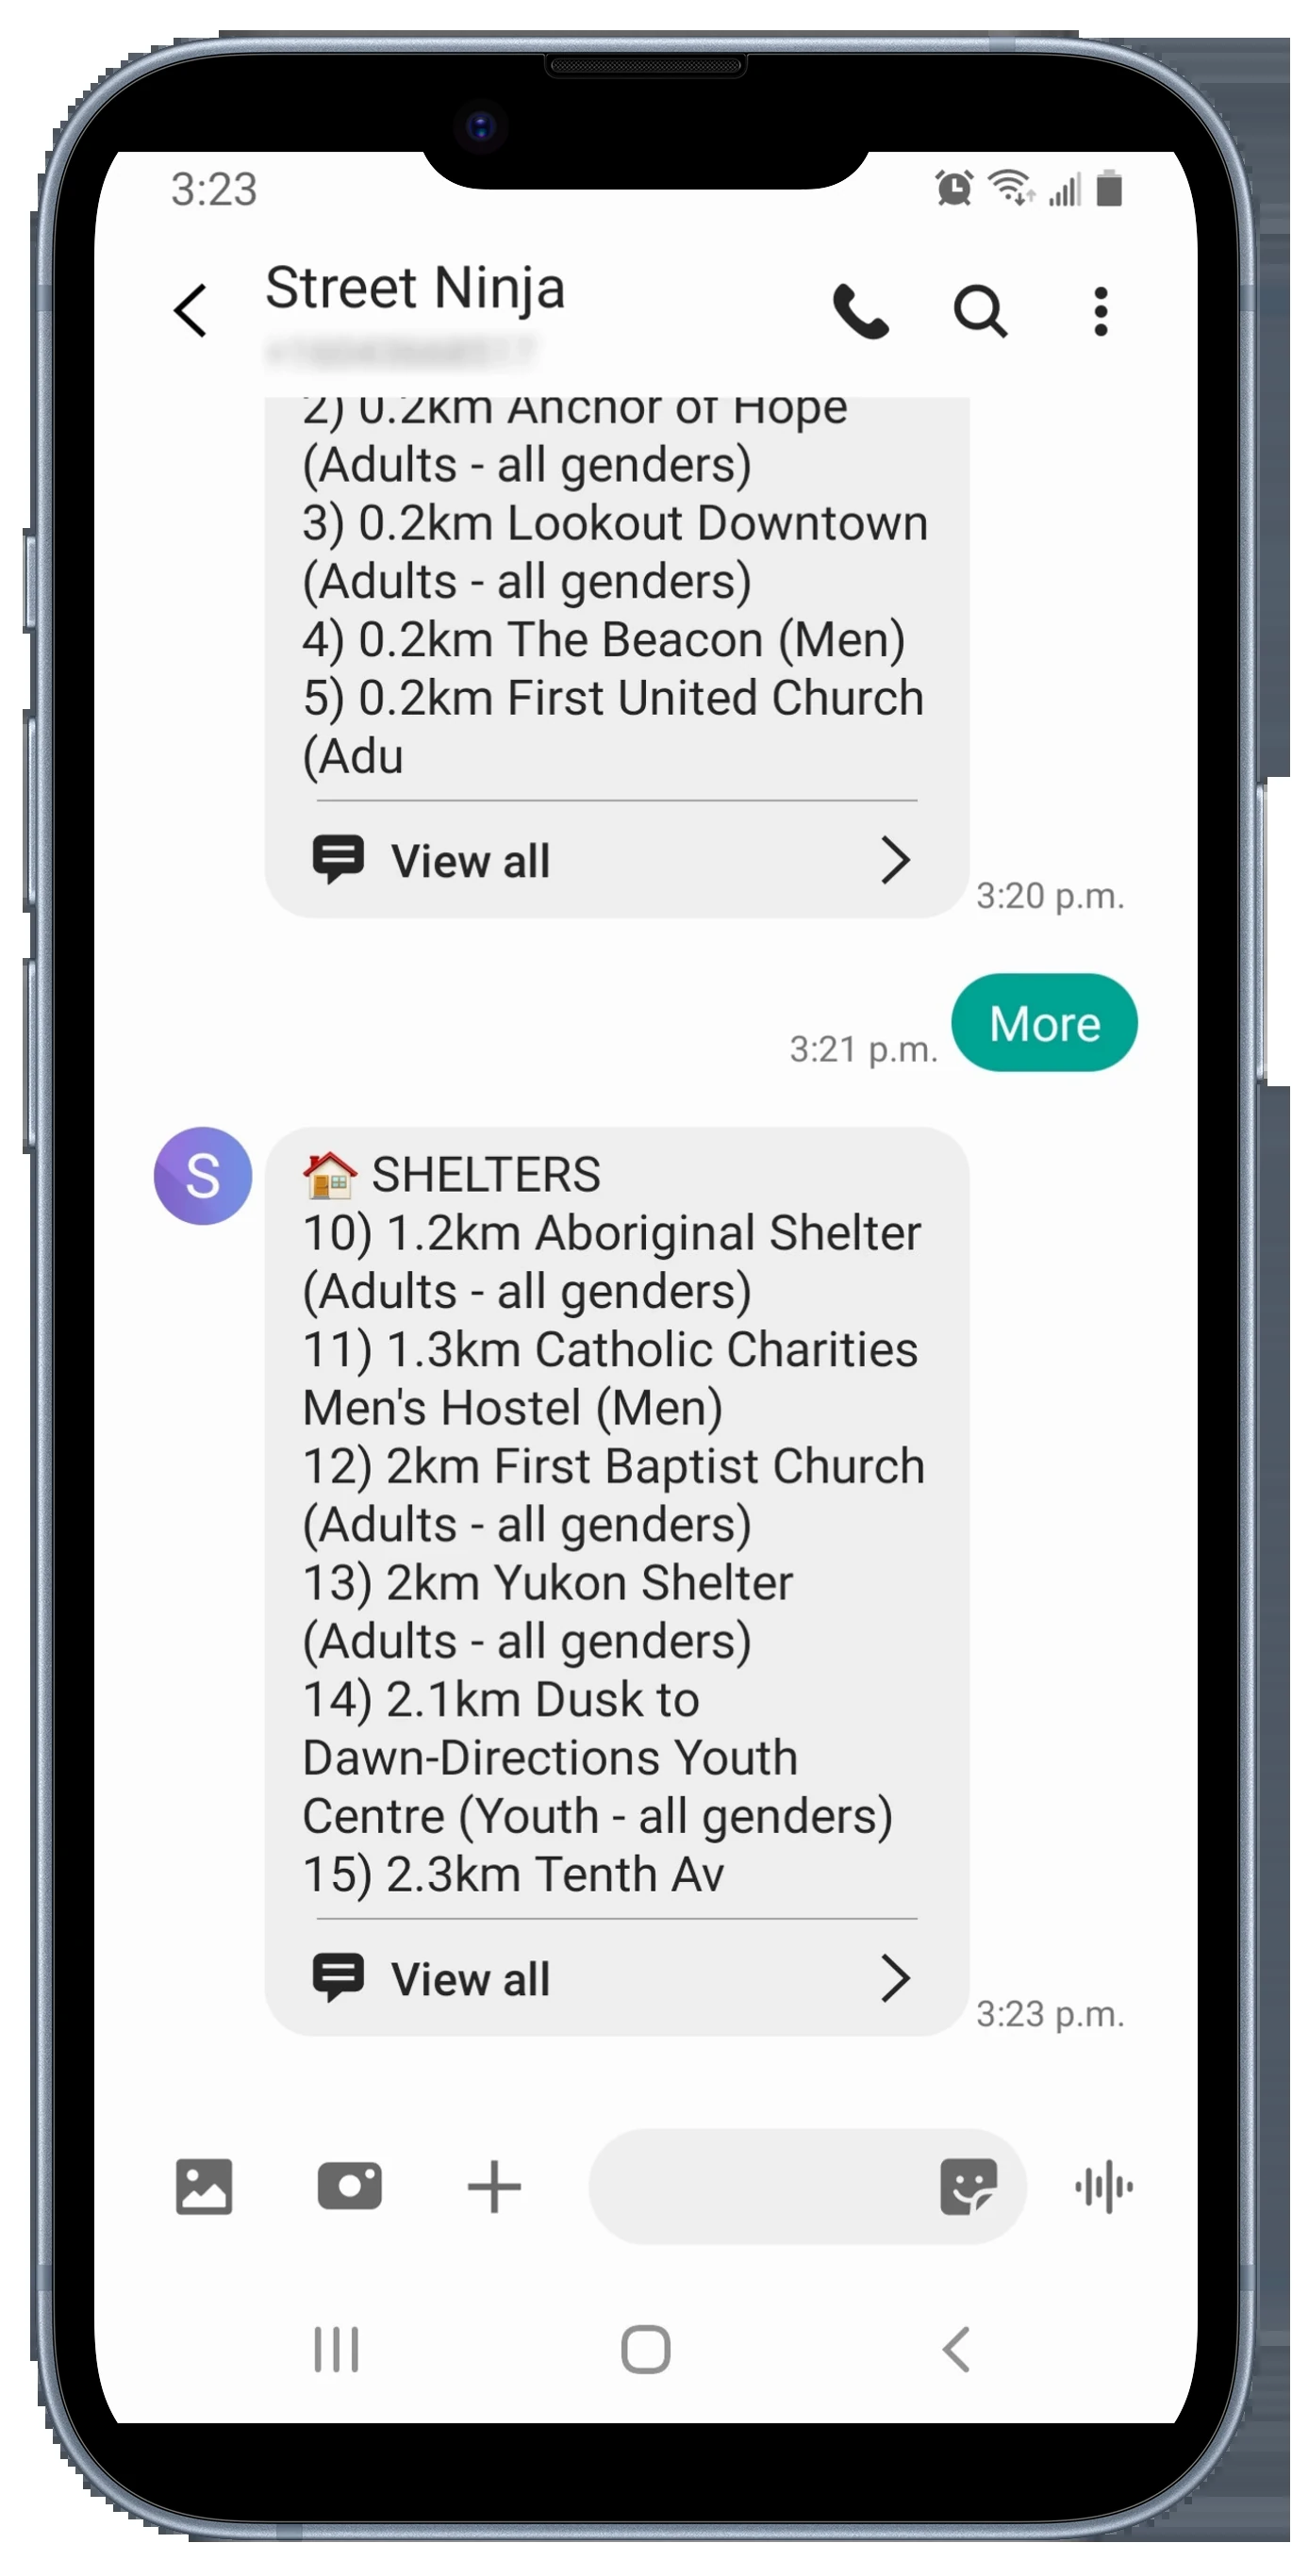 3:23
Street Ninja
2) 0.2km Anchor of Hope
(Adults - all genders)
3) 0.2km Lookout Downtown
(Adults - all genders)
4) 0.2km The Beacon (Men)
5) 0.2km First United Church
(Adu
View all
3:20 p.m.
More
3:21 p.m.
S
SHELTERS
10) 1.2km Aboriginal Shelter
(Adults - all genders)
11) 1.3km Catholic Charities
Men's Hostel (Men)
12) 2km First Baptist Church
(Adults - all genders)
13) 2km Yukon Shelter
(Adults - all genders)
14) 2.1km Dusk to
Dawn-Directions Youth
Centre (Youth - all genders)
15) 2.3km Tenth Av
View all
3:23 p.m.